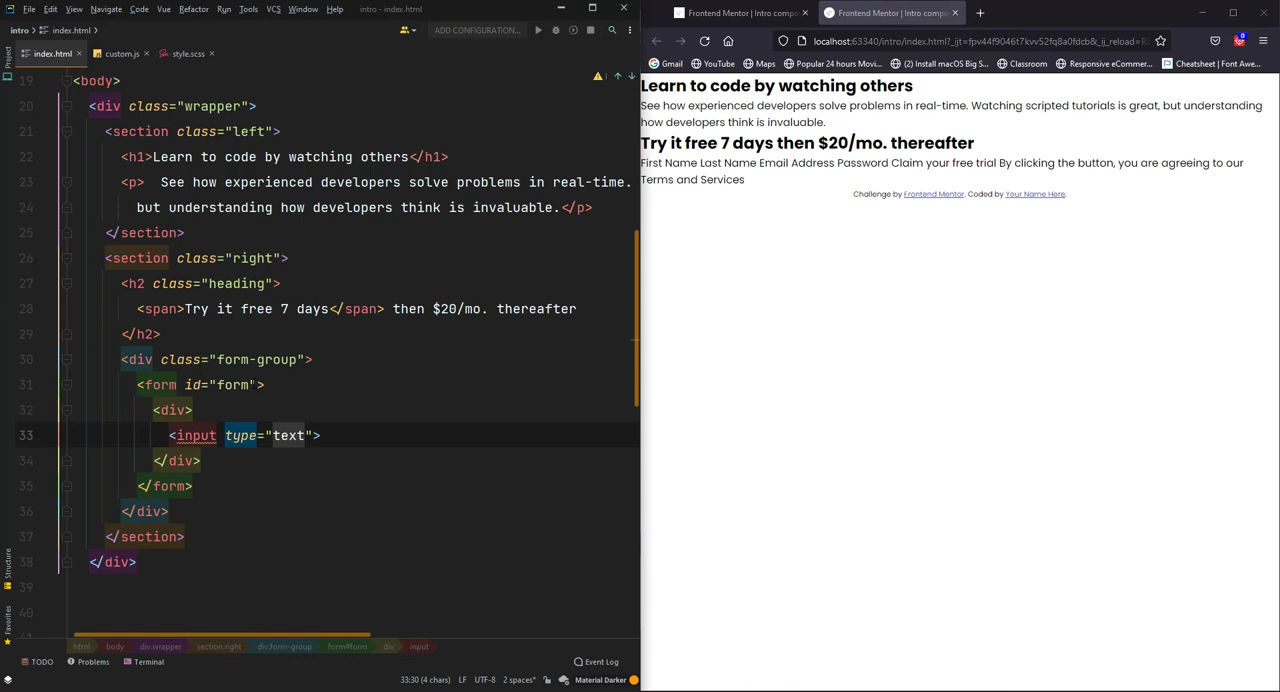 File Edit View Navigate Code Vue Refactor Run Tools VCS Window Help intro - index.html
intro index.html ADD CONFIGURATION...
Project
index.html custom.js style.scss
19 <body>
20 <div class="wrapper">
21 <section class="left">
22 <h1>Learn to code by watching others</h1>
23 <p> See how experienced developers solve problems in real-time.
24 but understanding how developers think is invaluable.</p>
25 </section>
26 <section class="right">
27 <h2 class="heading">
28 <span>Try it free 7 days</span> then $20/mo. thereafter
29 </h2>
30 <div class="form-group">
31 <form id="form">
32 <div>
33 <input type="text">
34 </div>
35 </form>
36 </div>
37 </section>
38 </div>
39
40
1
Structure
Favorites
html body div.wrapper section.right div.form-group form#form div input
TODO Problems Terminal Event Log
33:30 (4 chars) LF UTF-8 2 spaces* Material Darker
Frontend Mentor | Intro compo Frontend Mentor | Intro compo
localhost:63340/intro/index.html?_ijt=fpv44f9046t7kvv52fq8a0fdcb&_ij_reload=
0
Gmail YouTube Maps Popular 24 hours Movi... (2) Install macOS Big S... Classroom Responsive eCommer... Cheatsheet | Font Awe...
Learn to code by watching others
See how experienced developers solve problems in real-time. Watching scripted tutorials is great, but understanding
how developers think is invaluable.
Try it free 7 days then $20/mo. thereafter
First Name Last Name Email Address Password Claim your free trial By clicking the button, you are agreeing to our
Terms and Services
Challenge by Frontend Mentor. Coded by Your Name Here.